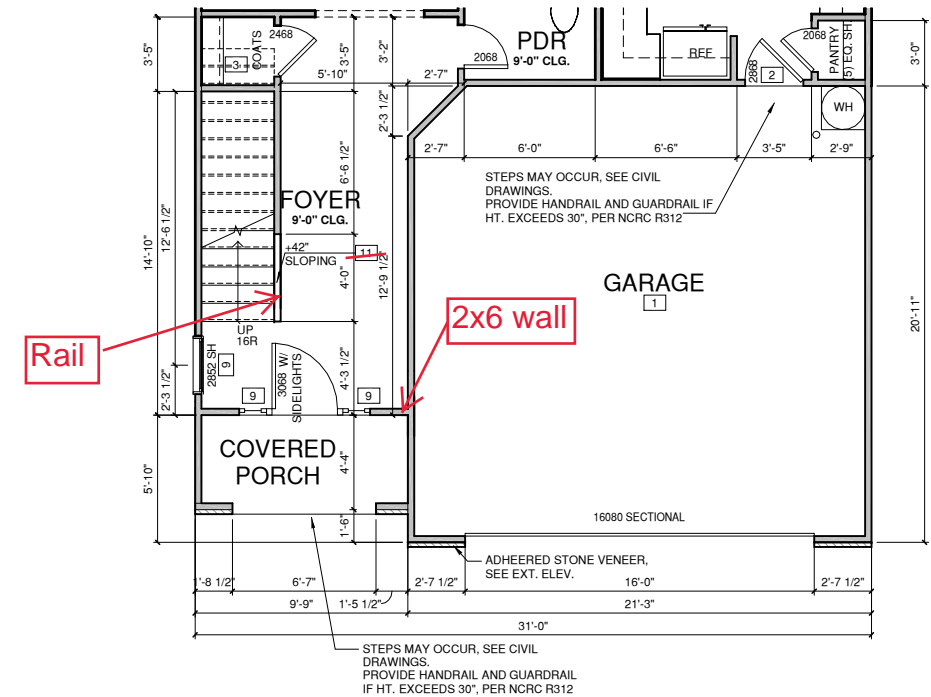 3'-5"
COATS
2468
3
3'-5"
3'-2"
5'-10"
2'-7"
PDR
9'-0" CLG.
2068
REF
2868
2
2068
PANTRY
(5) EQ. SH
3'-0"
WH
2'-3 1/2"
2'-7"
6'-0"
6'-6"
3'-5"
2'-9"
6'-6 1/2"
STEPS MAY OCCUR, SEE CIVIL
DRAWINGS.
PROVIDE HANDRAIL AND GUARDRAIL IF
HT. EXCEEDS 30", PER NCRC R312
FOYER
9'-0" CLG.
14'-10"
12'-6 1/2"
+42"
SLOPING
11
4'-0"
12'-9 1/2"
GARAGE
1
20'-11"
2x6 wall
Rail
UP
16R
2852 SH
9
3068 W/
SIDELIGHTS
4'-3 1/2"
2'-3 1/2"
9
9
COVERED
PORCH
4'-4"
5'-10"
1'-6"
16080 SECTIONAL
ADHEERED STONE VENEER,
SEE EXT. ELEV.
1'-8 1/2"
6'-7"
2'-7 1/2"
16'-0"
2'-7 1/2"
9'-9"
1'-5 1/2"
21'-3"
31'-0"
STEPS MAY OCCUR, SEE CIVIL
DRAWINGS.
PROVIDE HANDRAIL AND GUARDRAIL
IF HT. EXCEEDS 30", PER NCRC R312